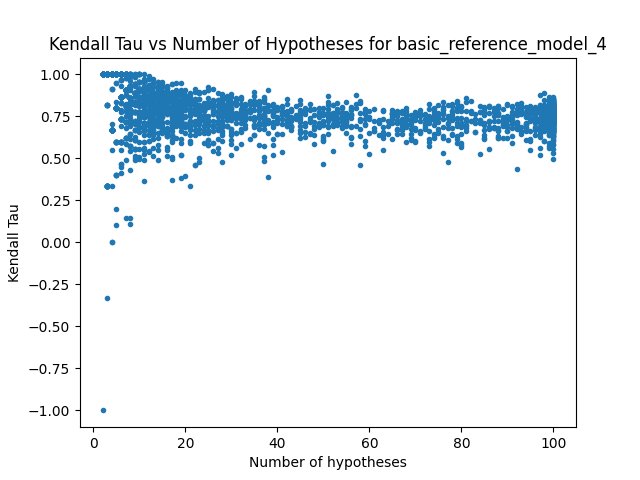 Kendall Tau vs Number of Hypotheses for basic_reference_model_4
1.00
0.75
0.50
0.25
0.00
−0.25
−0.50
−0.75
−1.00
Kendall Tau
0 20 40 60 80 100
Number of hypotheses